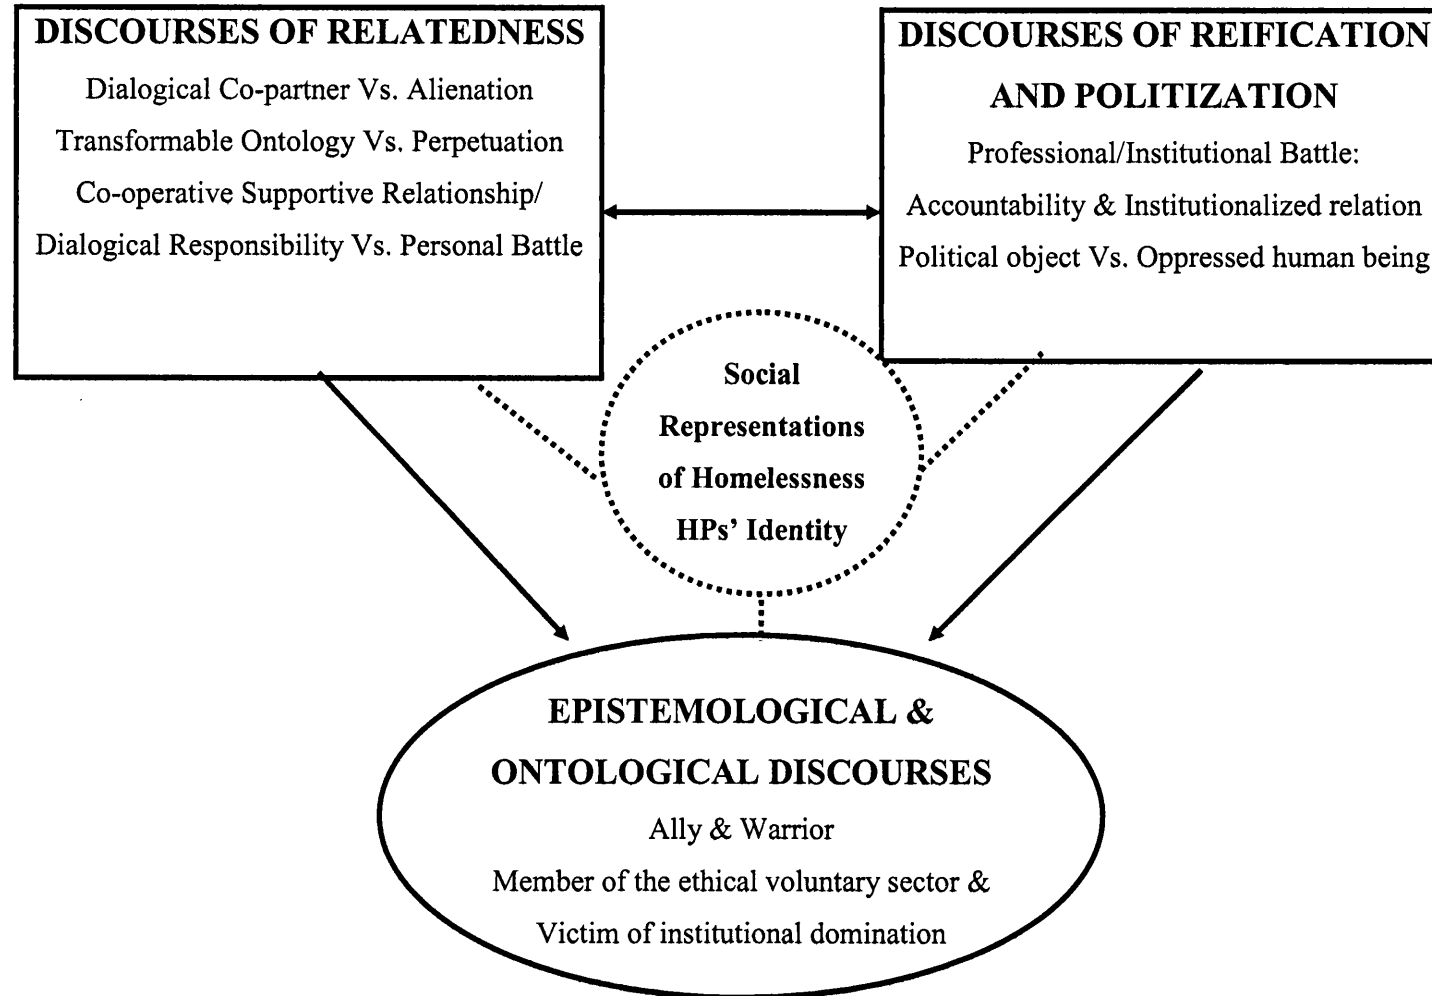 DISCOURSES OF RELATEDNESS
Dialogical Co-partner Vs. Alienation
Transformable Ontology Vs. Perpetuation
Co-operative Supportive Relationship/
Dialogical Responsibility Vs. Personal Battle
DISCOURSES OF REIFICATION
AND POLITIZATION
Professional/Institutional Battle:
Accountability & Institutionalized relation
Political object Vs. Oppressed human being
Social
Representations
of Homelessness
HPs’ Identity
EPISTEMOLOGICAL &
ONTOLOGICAL DISCOURSES
Ally & Warrior
Member of the ethical voluntary sector &
Victim of institutional domination